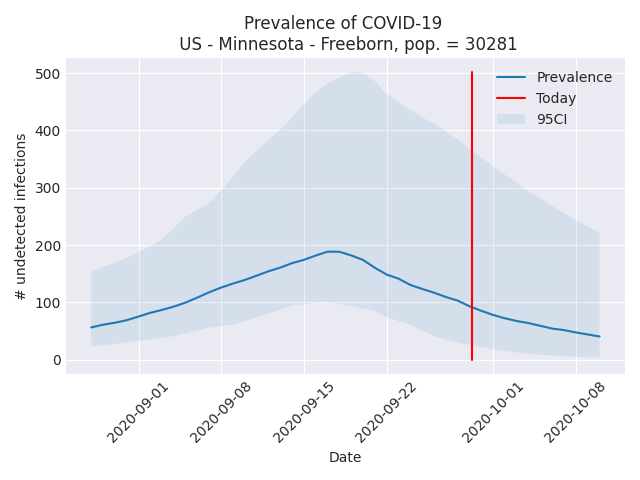 Prevalence of COVID-19
US - Minnesota - Freeborn, pop. = 30281
# undetected infections
500
400
300
200
100
0
Prevalence
Today
95CI
2020-09-01
2020-09-08
2020-09-15
2020-09-22
2020-10-01
2020-10-08
Date